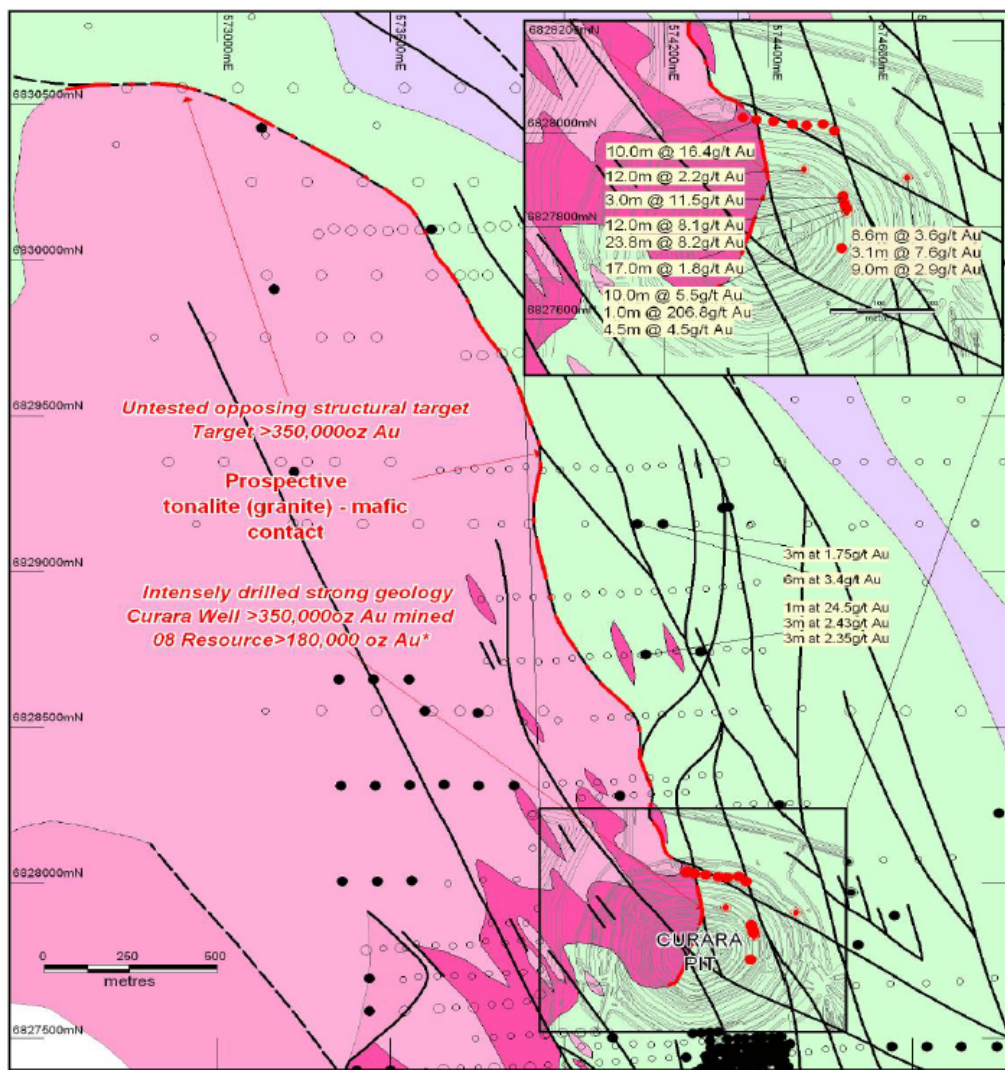 573000mE
573500mE
6830500mN
6830000mN
6829500mN
6829000mN
6828500mN
6828000mN
6827500mN
6828200mN
574200mE
574400mE
574600mE
6828000mN
6827800mN
6827600mN
10.0m @ 16.4g/t Au
12.0m @ 2.2g/t Au
3.0m @ 11.5g/t Au
12.0m @ 8.1g/t Au
23.8m @ 8.2g/t Au
17.0m @ 1.8g/t Au
10.0m @ 5.5g/t Au
1.0m @ 206.8g/t Au
4.5m @ 4.5g/t Au
8.6m @ 3.6g/t Au
3.1m @ 7.6g/t Au
9.0m @ 2.9g/t Au
metres
Untested opposing structural target
Target >350,000oz Au
Prospective
tonalite (granite) - mafic
contact
Intensely drilled strong geology
Curara Well >350,000oz Au mined
08 Resource>180,000 oz Au*
3m at 1.75g/t Au
6m at 3.4g/t Au
1m at 24.5g/t Au
3m at 2.43g/t Au
3m at 2.35g/t Au
CURARA
PIT
0 250 500
metres